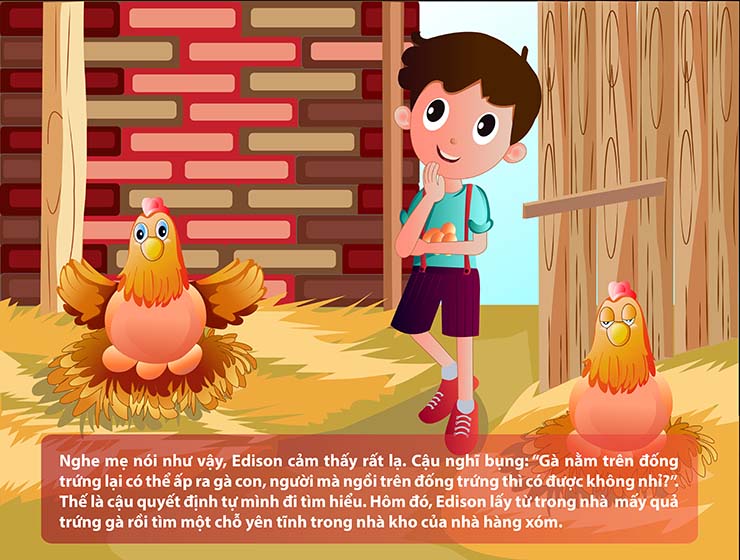 Nghe mẹ nói như vậy, Edison cảm thấy rất lạ. Cậu nghĩ bụng: “Gà nằm trên đống
trứng lại có thể ấp ra gà con, người mà ngồi trên đống trứng thì có được không nhỉ?”.
Thế là cậu quyết định tự mình đi tìm hiểu. Hôm đó, Edison lấy từ trong nhà mấy quả
trứng gà rồi tìm một chỗ yên tĩnh trong nhà kho của nhà hàng xóm.